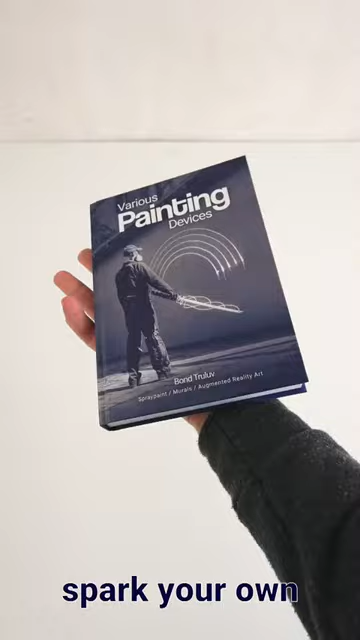 Various
Painting
Devices
Bond Truluv
Spraypaint / Murals / Augmented Reality Art
spark your own